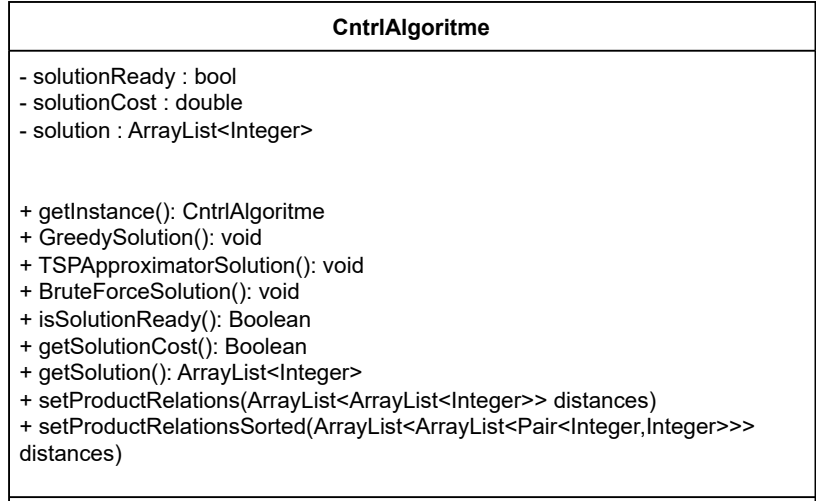 CntrlAlgoritme
- solutionReady : bool
- solutionCost : double
- solution : ArrayList<Integer>
+ getInstance(): CntrlAlgoritme
+ GreedySolution(): void
+ TSPApproximatorSolution(): void
+ BruteForceSolution(): void
+ isSolutionReady(): Boolean
+ getSolutionCost(): Boolean
+ getSolution(): ArrayList<Integer>
+ setProductRelations(ArrayList<ArrayList<Integer>> distances)
+ setProductRelationsSorted(ArrayList<ArrayList<Pair<Integer,Integer>>>
distances)